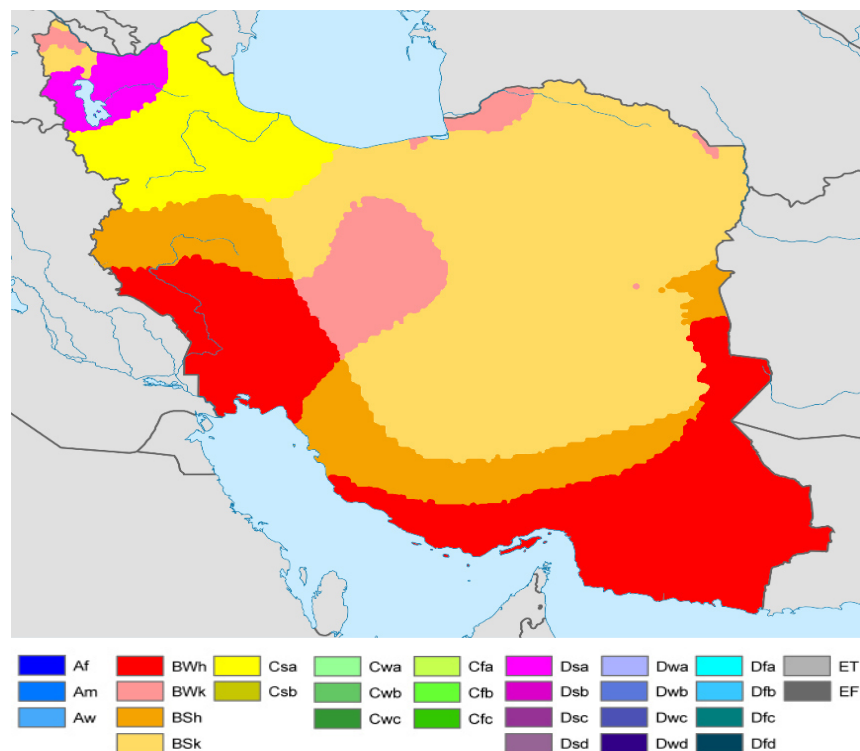 Af BWh Csa Cwa Cfa Dsa Dwa Dfa ET
Am BWk Csb Cwb Cfb Dsb Dwb Dfb EF
Aw BSh Cwc Cfc Dsc Dwc Dfc
BSk Dsd Dwd Dfd